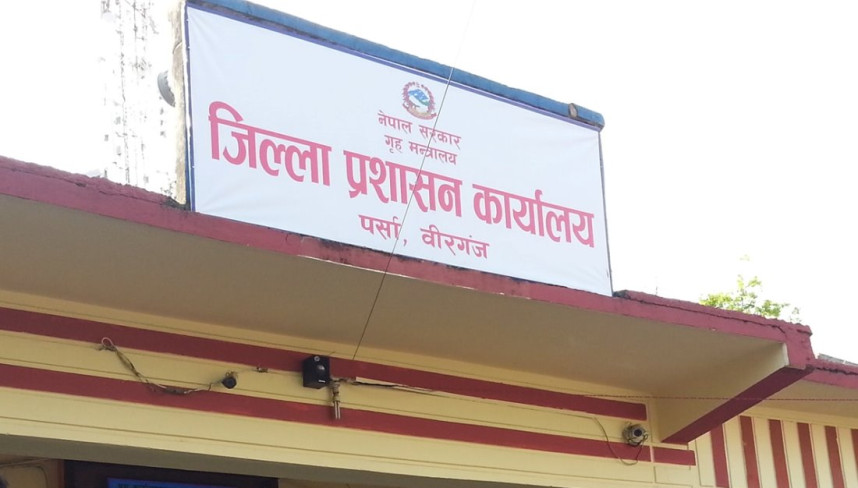 नेपाल सरकार
गृह मन्त्रालय
जिल्ला प्रशासन कार्यालय
पर्सा, वीरगंज